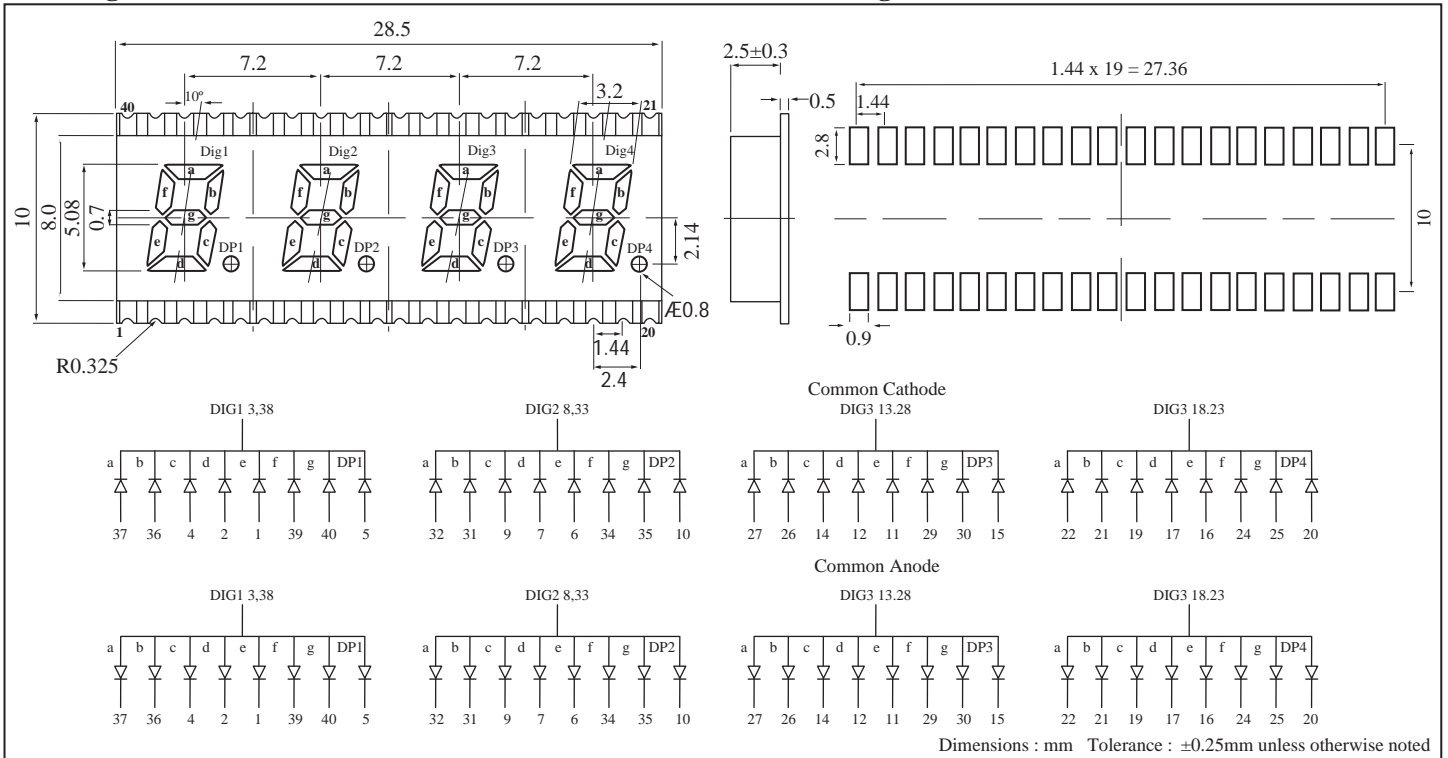 28.5
7.2 7.2 7.2
10º
3.2
40 21
Dig1 Dig2 Dig3 Dig4
a a a a
f b f b f b f b
g g g g
e c e c e c e c
d d d d
DP1 DP2 DP3 DP4
10
8.0
5.08
0.7
2.14
Æ0.8
1 20
1.44
2.4
R0.325
2.5±0.3
0.5
1.44 x 19 = 27.36
1.44
2.8
10
0.9
Common Cathode
DIG1 3,38 DIG2 8,33 DIG3 13.28 DIG3 18.23
a b c d e f g DP1 a b c d e f g DP2 a b c d e f g DP3 a b c d e f g DP4
37 36 4 2 1 39 40 5 32 31 9 7 6 34 35 10 27 26 14 12 11 29 30 15 22 21 19 17 16 24 25 20
Common Anode
DIG1 3,38 DIG2 8,33 DIG3 13.28 DIG3 18.23
a b c d e f g DP1 a b c d e f g DP2 a b c d e f g DP3 a b c d e f g DP4
37 36 4 2 1 39 40 5 32 31 9 7 6 34 35 10 27 26 14 12 11 29 30 15 22 21 19 17 16 24 25 20
Dimensions : mm Tolerance : ±0.25mm unless otherwise noted